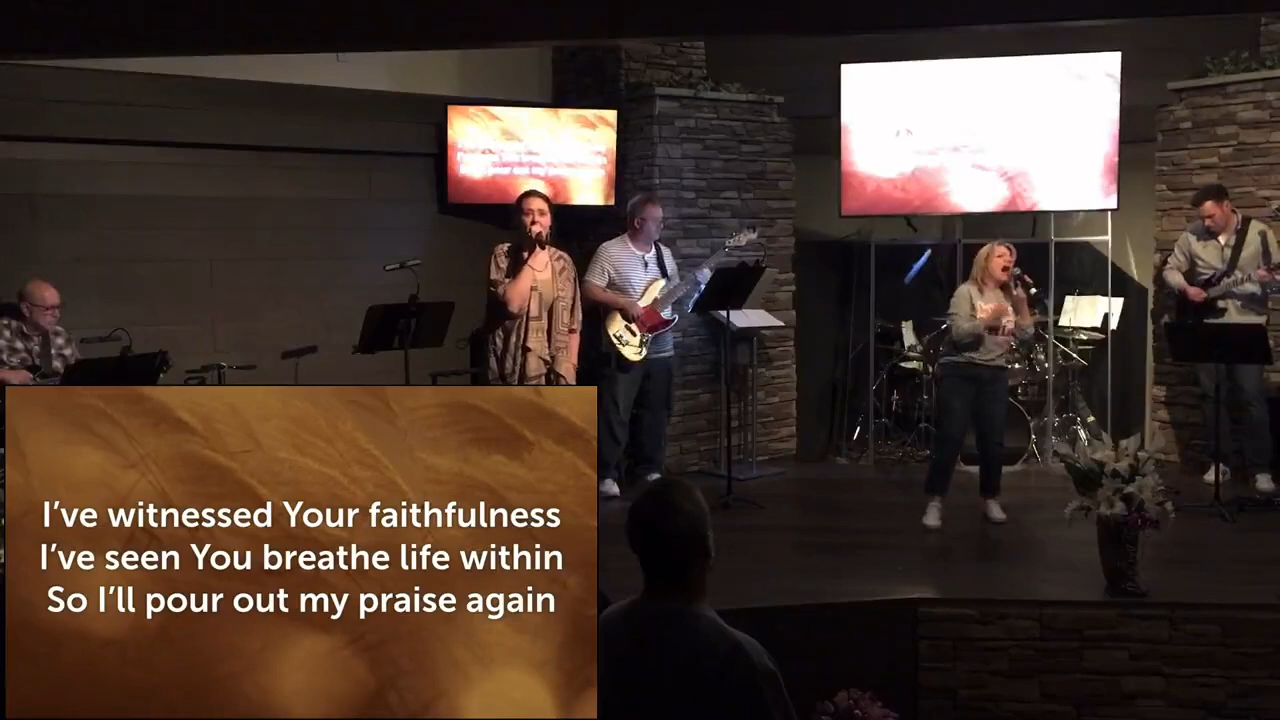 I've witnessed Your faithfulness
I've seen You breathe life within
So I'll pour out my praise again